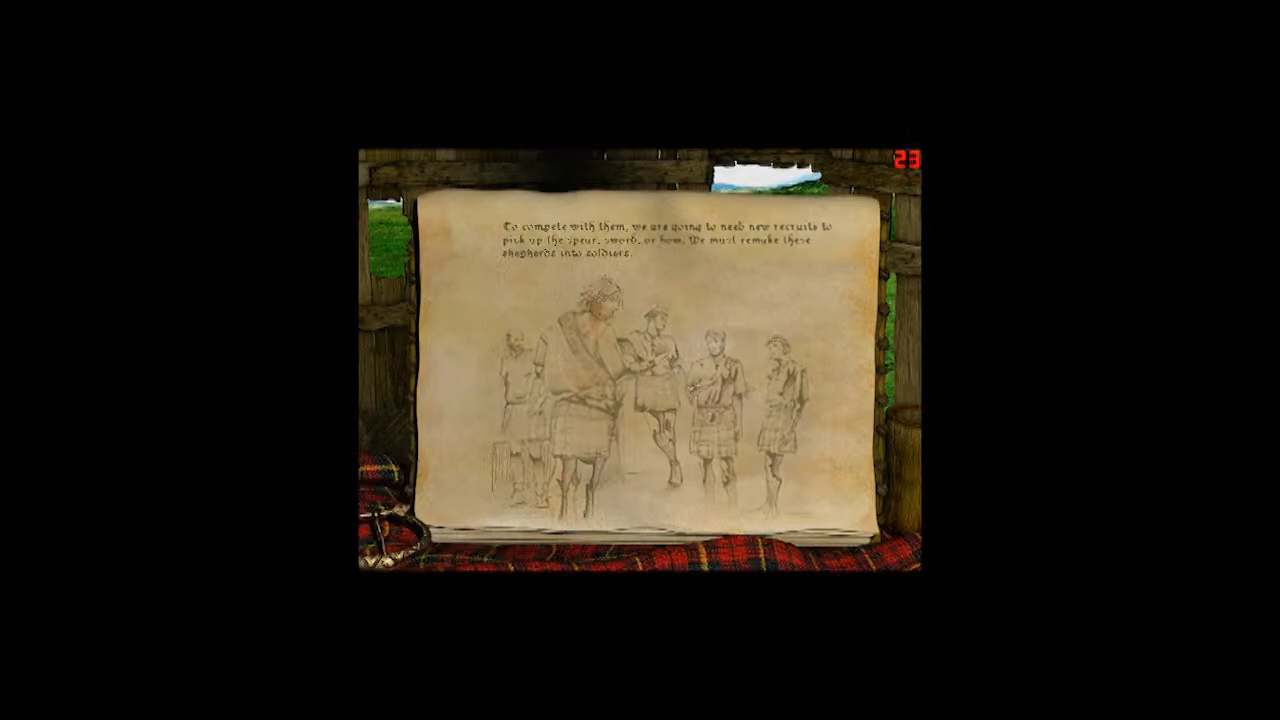 23
To compete with them, we are going to need new recruits to
pick up the spear, sword, or bow. We must remake these
shepherds into soldiers.